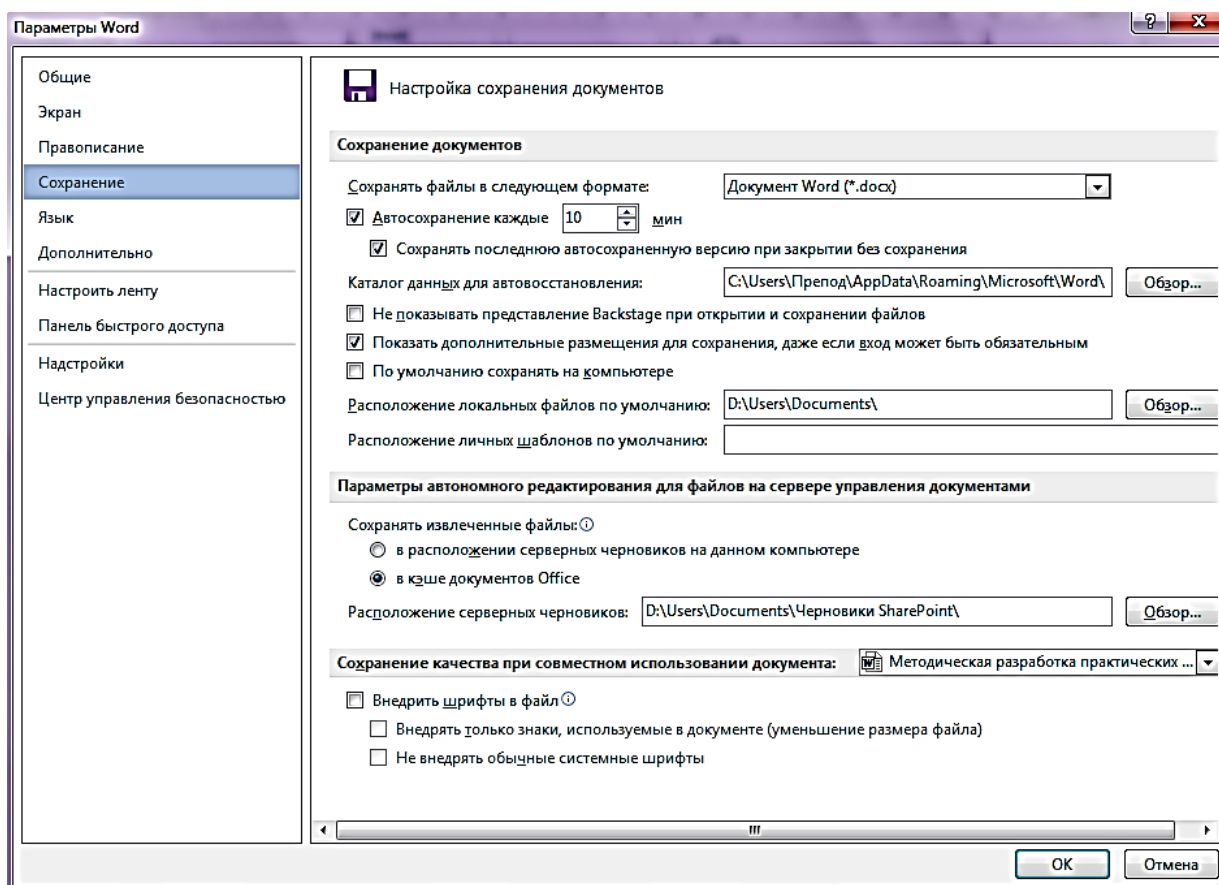 Параметры Word
Общие
Экран
Правописание
Сохранение
Язык
Дополнительно
Настроить ленту
Панель быстрого доступа
Надстройки
Центр управления безопасностью
Настройка сохранения документов
Сохранение документов
Сохранять файлы в следующем формате: Документ Word (*.docx)
Автосохранение каждые 10 мин
Сохранять последнюю автосохраненную версию при закрытии без сохранения
Каталог данных для автовосстановления: C:\Users\Препод\AppData\Roaming\Microsoft\Word\ Обзор...
Не показывать представление Backstage при открытии и сохранении файлов
Показать дополнительные размещения для сохранения, даже если вход может быть обязательным
По умолчанию сохранять на компьютере
Расположение локальных файлов по умолчанию: D:\Users\Documents\ Обзор...
Расположение личных шаблонов по умолчанию:
Параметры автономного редактирования для файлов на сервере управления документами
Сохранять извлеченные файлы:
в расположении серверных черновиков на данном компьютере
в кэше документов Office
Расположение серверных черновиков: D:\Users\Documents\Черновики SharePoint\ Обзор...
Сохранение качества при совместном использовании документа: Методическая разработка практических ...
Внедрить шрифты в файл
Внедрять только знаки, используемые в документе (уменьшение размера файла)
Не внедрять обычные системные шрифты
ОК Отмена